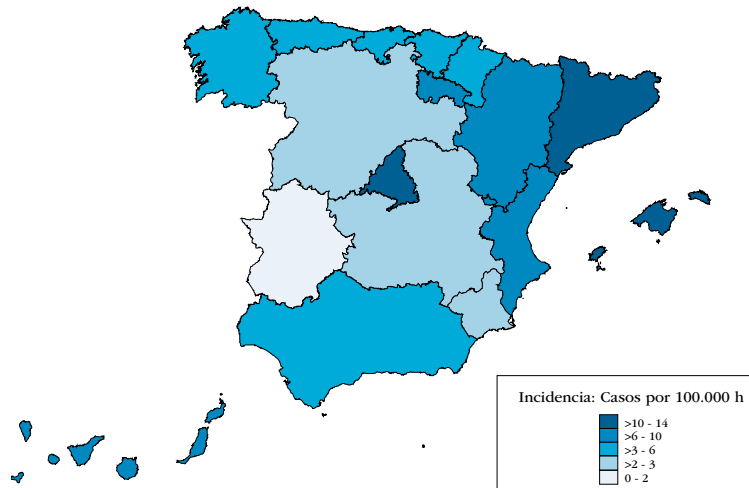 Incidencia: Casos por 100.000 h
>10 - 14
>6 - 10
>3 - 6
>2 - 3
0 - 2